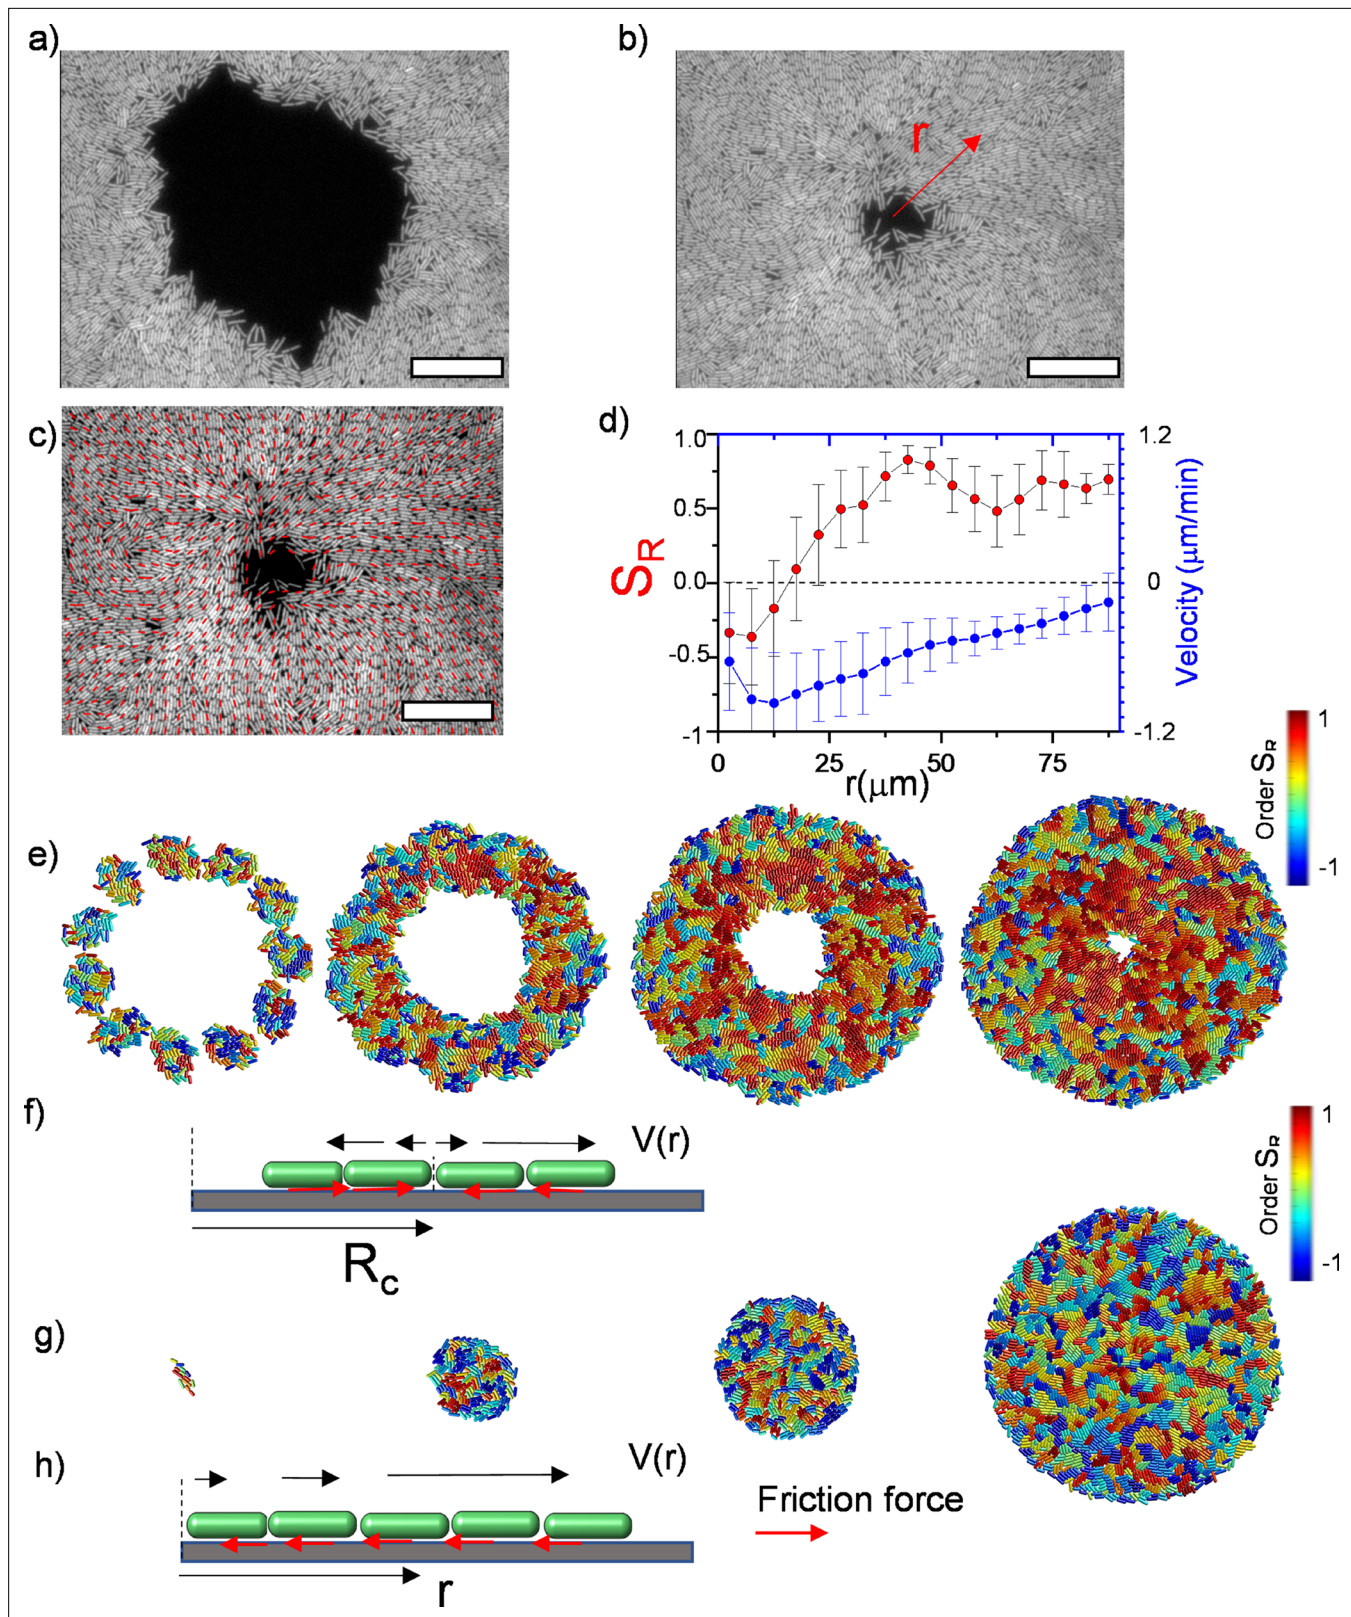 a)
b)
r
c)
d)
1.0
0.5
0.0
-0.5
-1
S_R
1.2
0
-1.2
Velocity (μm/min)
0
25
50
75
r(μm)
1
-1
Order S_R
e)
f)
V(r)
R_c
1
-1
Order S_R
g)
h)
V(r)
r
Friction force